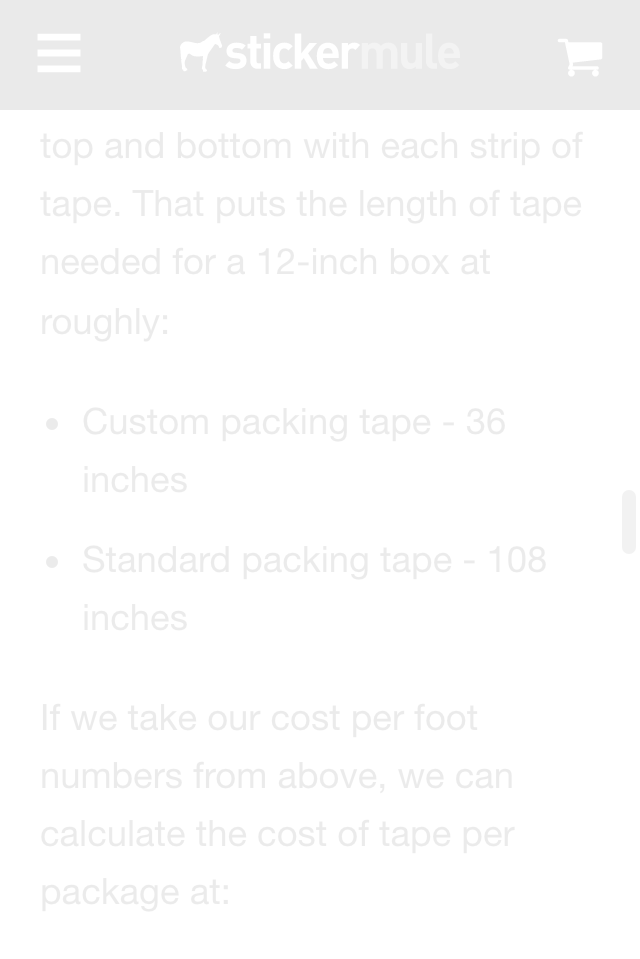 stickermule
top and bottom with each strip of
tape. That puts the length of tape
needed for a 12-inch box at
roughly:
• Custom packing tape - 36
inches
• Standard packing tape - 108
inches
If we take our cost per foot
numbers from above, we can
calculate the cost of tape per
package at: